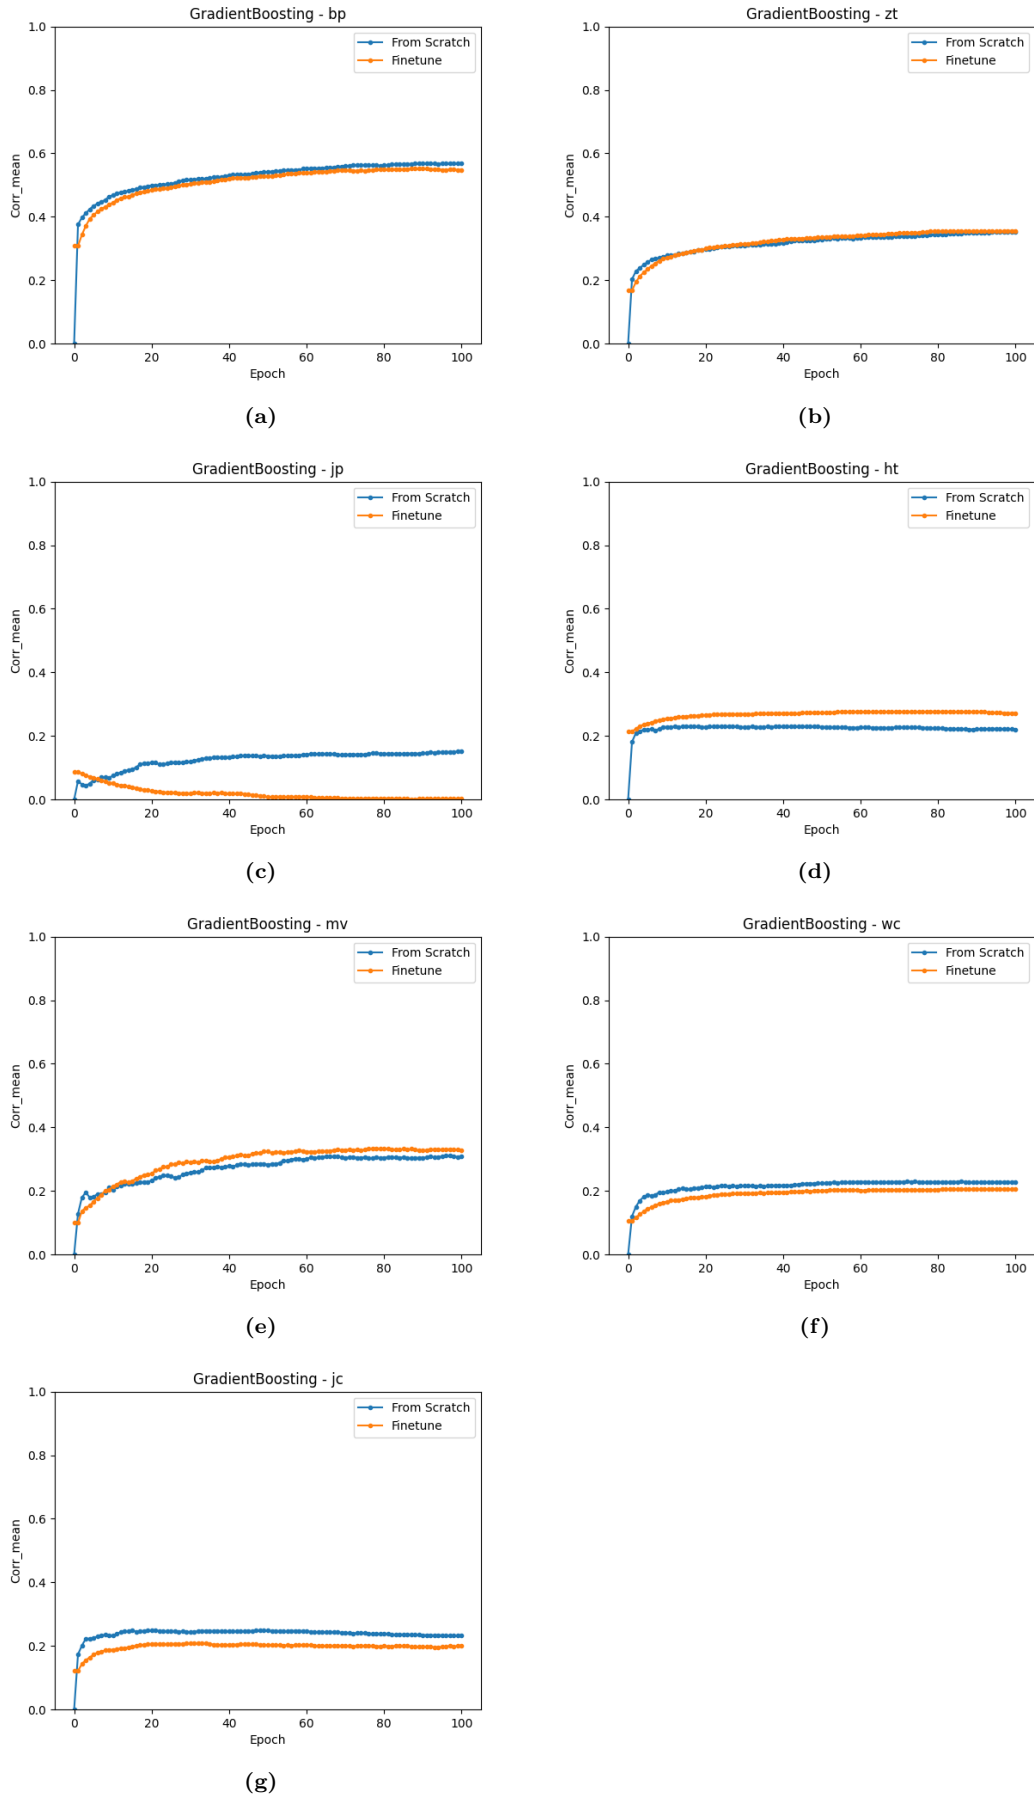 GradientBoosting - bp
From Scratch
Finetune
Corr_mean
1.0
0.8
0.6
0.4
0.2
0.0
0 20 40 60 80 100
Epoch
(a)
GradientBoosting - zt
From Scratch
Finetune
Corr_mean
1.0
0.8
0.6
0.4
0.2
0.0
0 20 40 60 80 100
Epoch
(b)
GradientBoosting - jp
From Scratch
Finetune
Corr_mean
1.0
0.8
0.6
0.4
0.2
0.0
0 20 40 60 80 100
Epoch
(c)
GradientBoosting - ht
From Scratch
Finetune
Corr_mean
1.0
0.8
0.6
0.4
0.2
0.0
0 20 40 60 80 100
Epoch
(d)
GradientBoosting - mv
From Scratch
Finetune
Corr_mean
1.0
0.8
0.6
0.4
0.2
0.0
0 20 40 60 80 100
Epoch
(e)
GradientBoosting - wc
From Scratch
Finetune
Corr_mean
1.0
0.8
0.6
0.4
0.2
0.0
0 20 40 60 80 100
Epoch
(f)
GradientBoosting - jc
From Scratch
Finetune
Corr_mean
1.0
0.8
0.6
0.4
0.2
0.0
0 20 40 60 80 100
Epoch
(g)